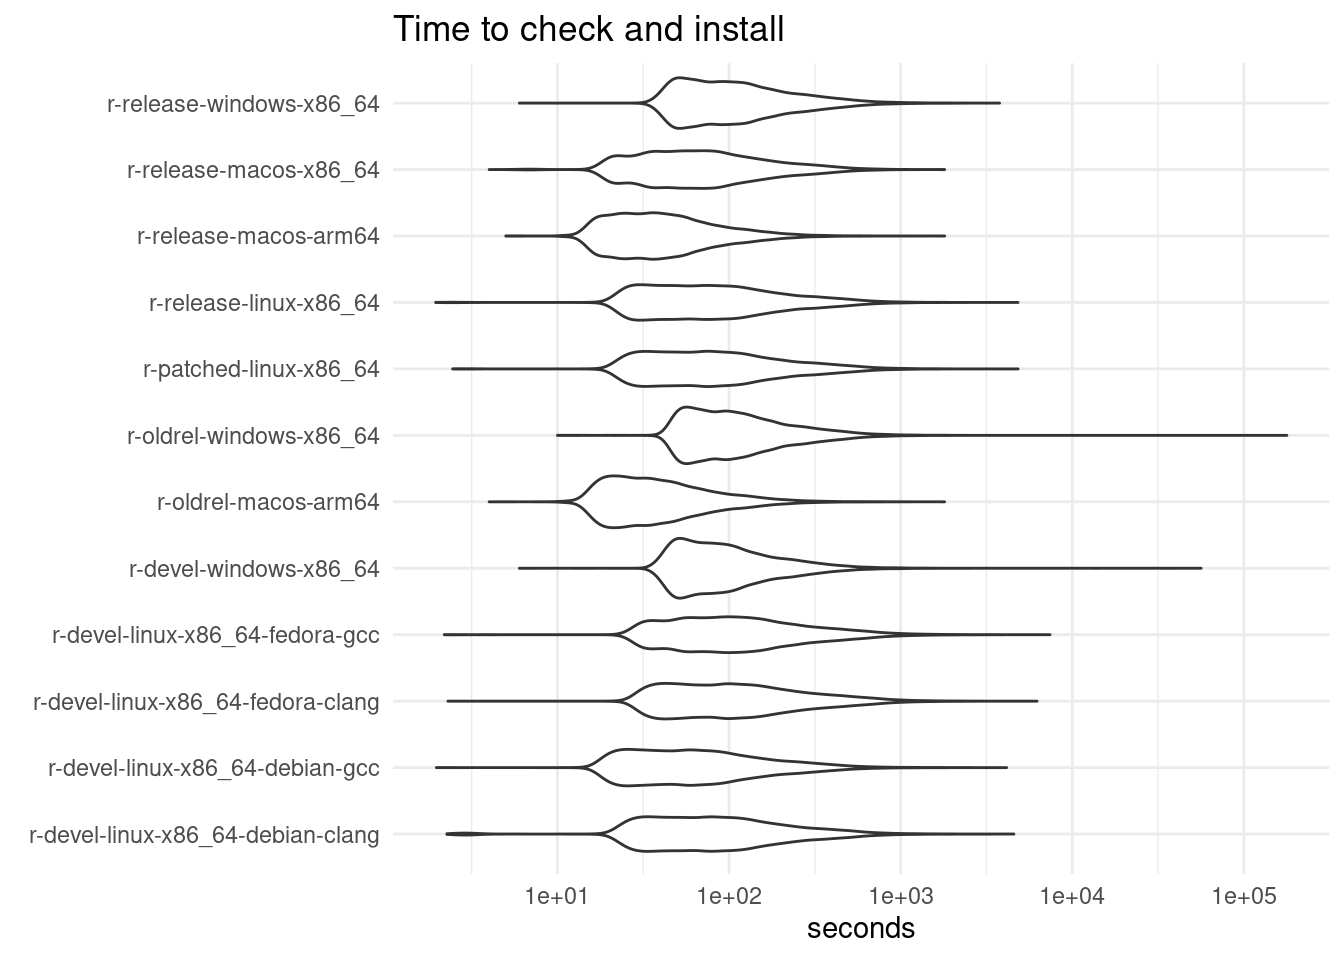 Time to check and install
r-release-windows-x86_64
r-release-macos-x86_64
r-release-macos-arm64
r-release-linux-x86_64
r-patched-linux-x86_64
r-oldrel-windows-x86_64
r-oldrel-macos-arm64
r-devel-windows-x86_64
r-devel-linux-x86_64-fedora-gcc
r-devel-linux-x86_64-fedora-clang
r-devel-linux-x86_64-debian-gcc
r-devel-linux-x86_64-debian-clang
1e+01 1e+02 1e+03 1e+04 1e+05
seconds